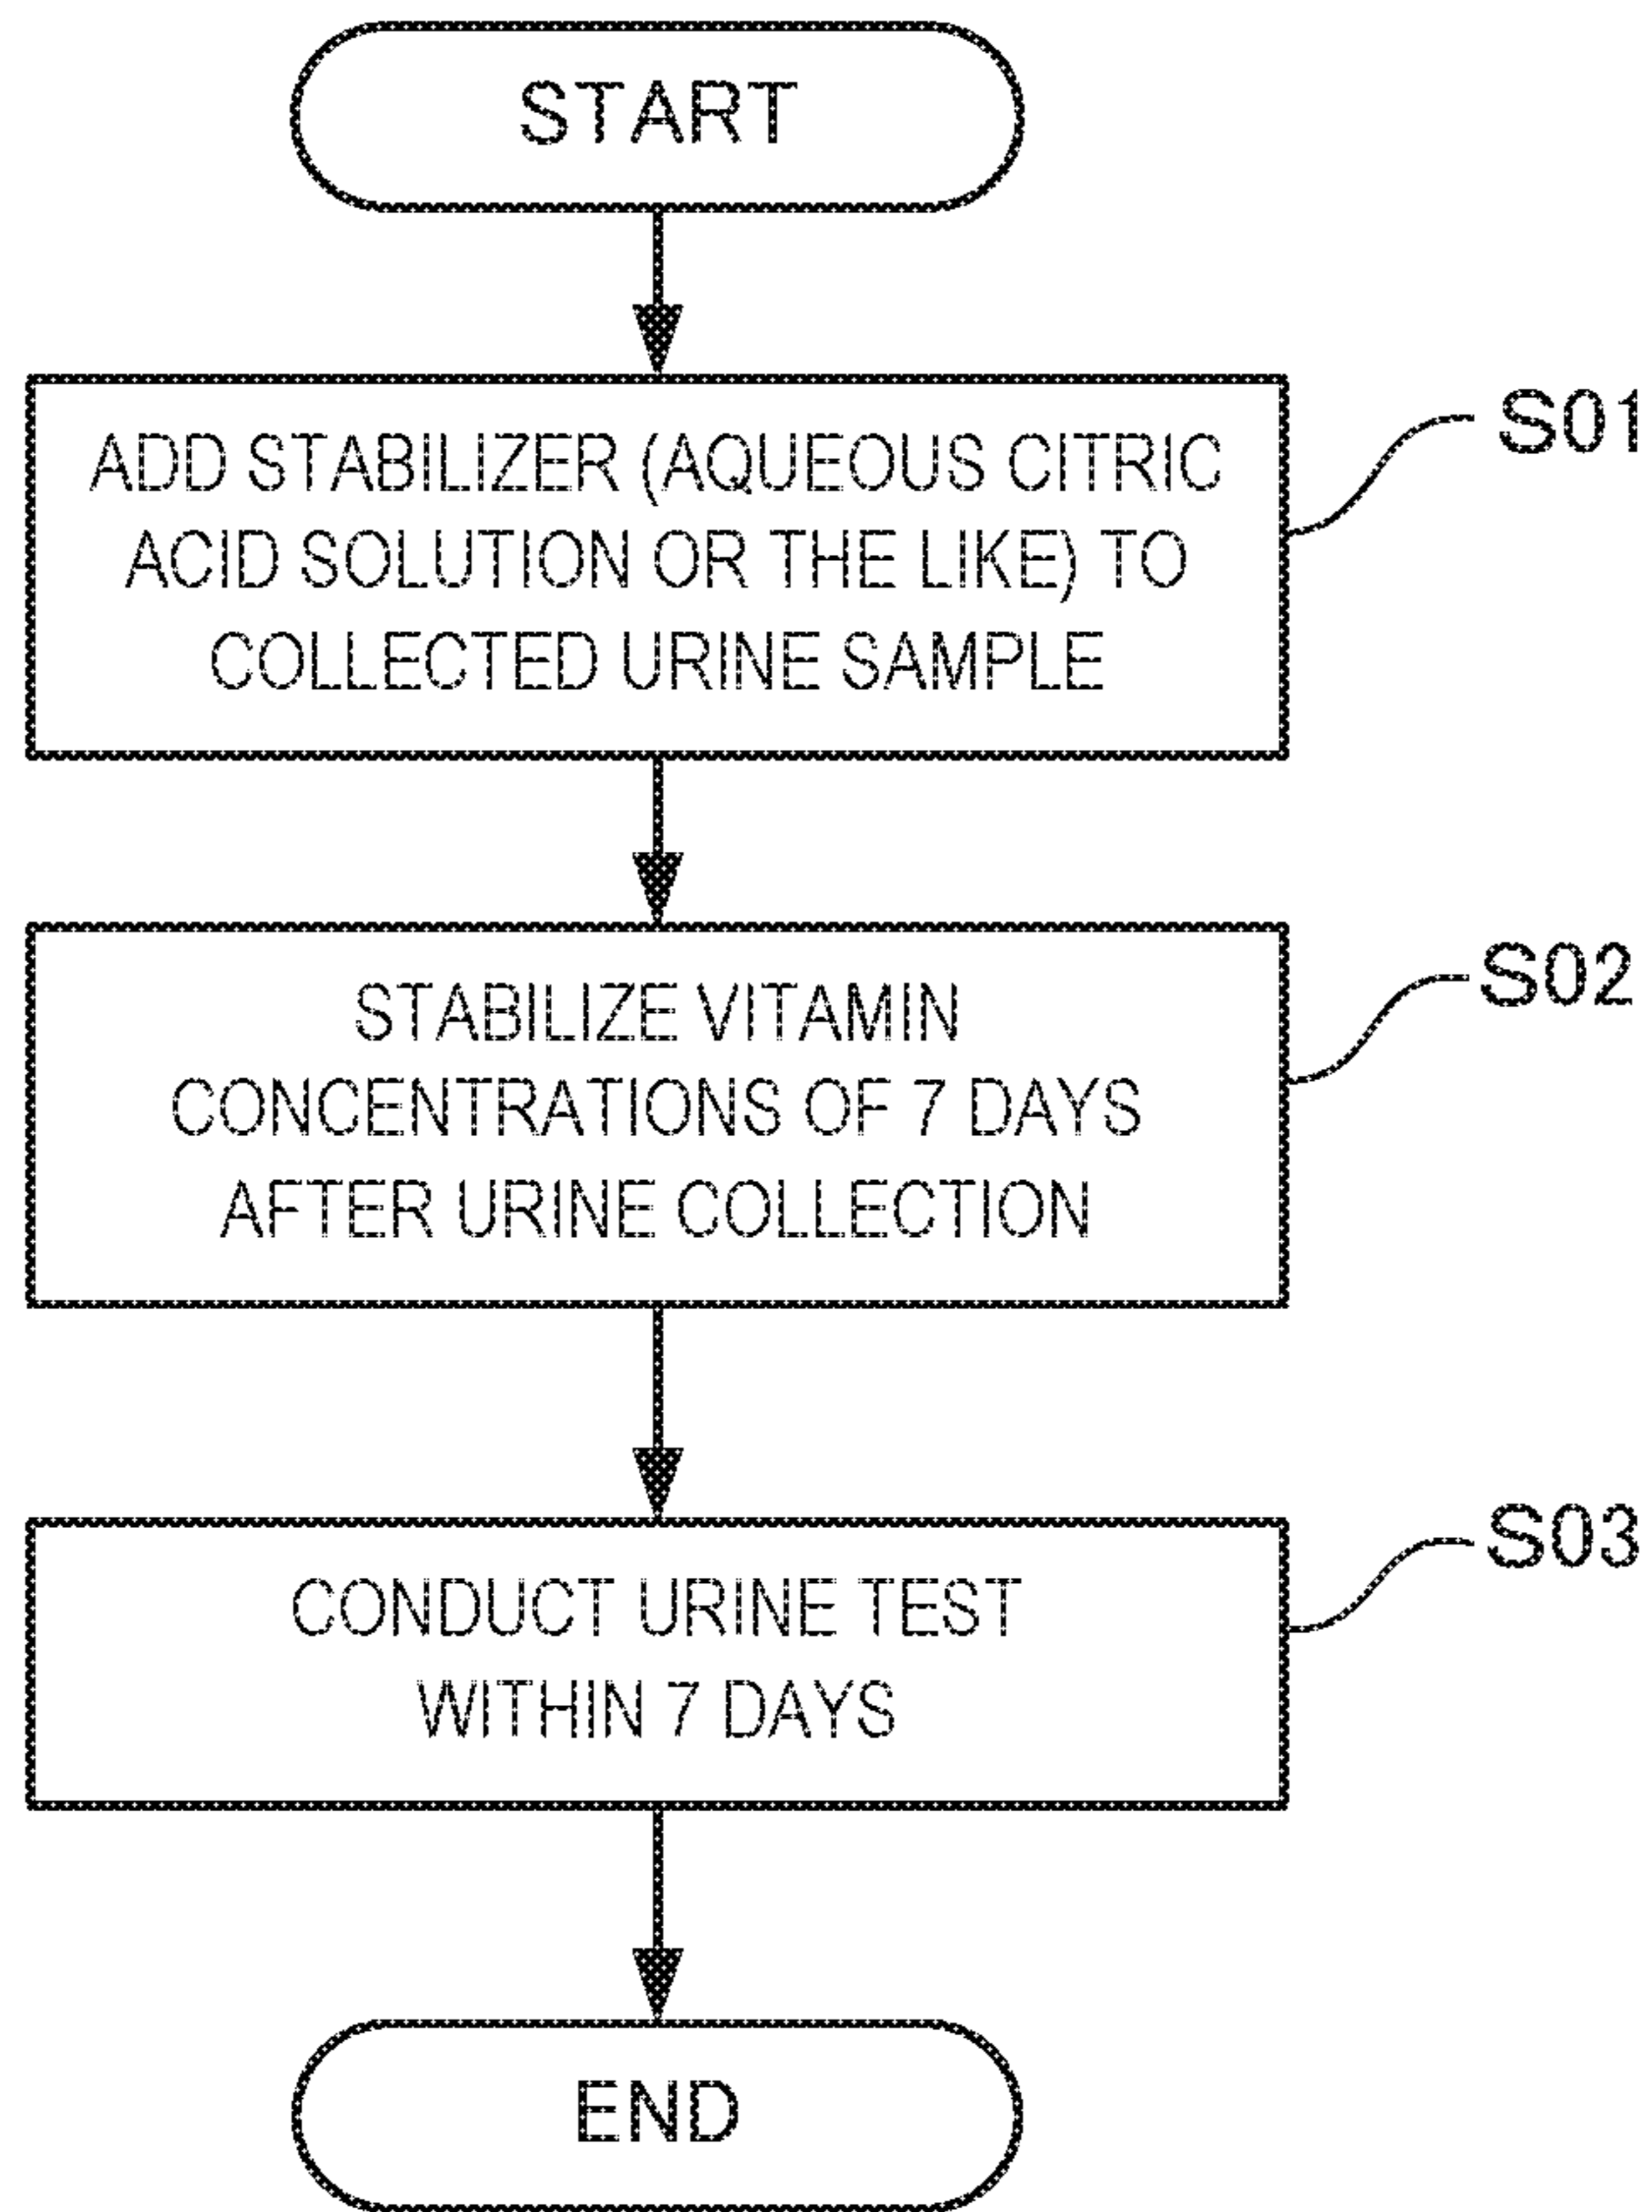 START
ADD STABILIZER (AQUEOUS CITRIC
ACID SOLUTION OR THE LIKE) TO
COLLECTED URINE SAMPLE
S01
STABILIZE VITAMIN
CONCENTRATIONS OF 7 DAYS
AFTER URINE COLLECTION
S02
CONDUCT URINE TEST
WITHIN 7 DAYS
S03
END